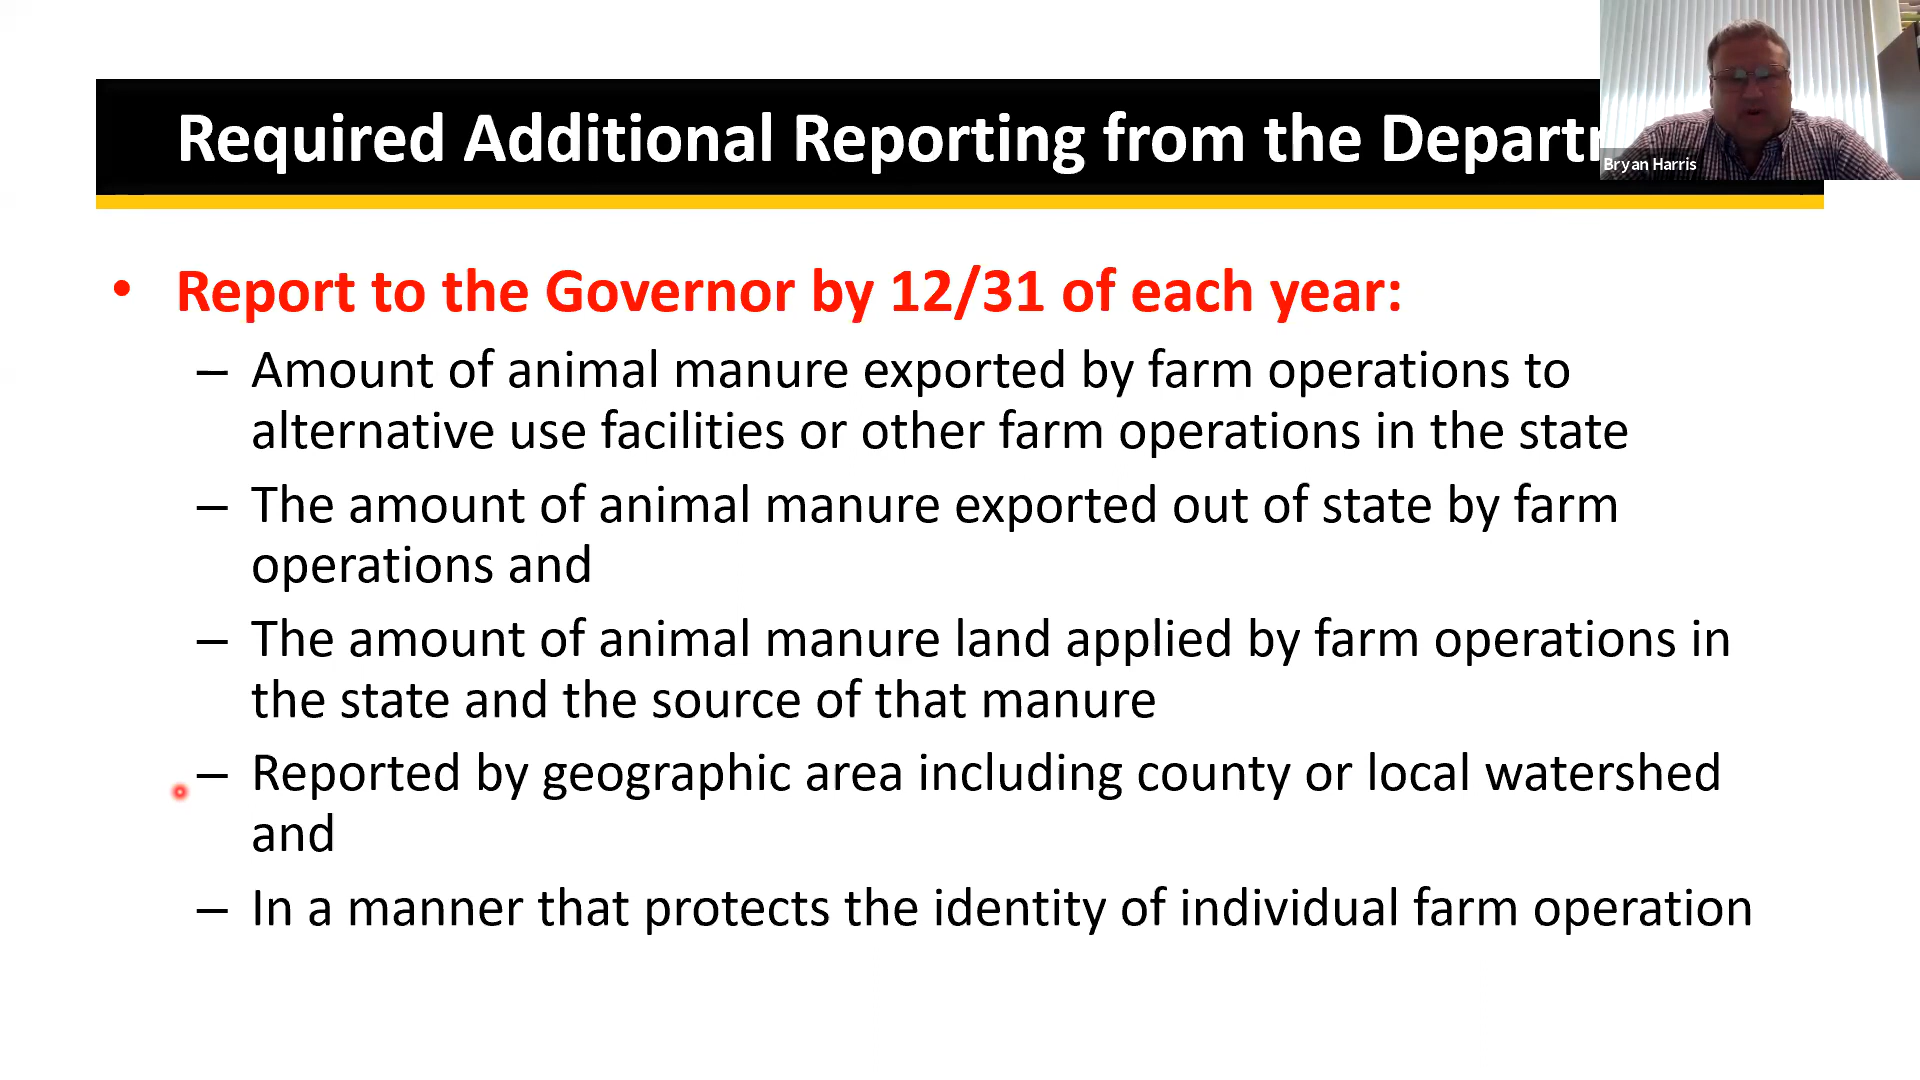 Required Additional Reporting from the Departm
Bryan Harris
• Report to the Governor by 12/31 of each year:
– Amount of animal manure exported by farm operations to
alternative use facilities or other farm operations in the state
– The amount of animal manure exported out of state by farm
operations and
– The amount of animal manure land applied by farm operations in
the state and the source of that manure
– Reported by geographic area including county or local watershed
and
– In a manner that protects the identity of individual farm operation